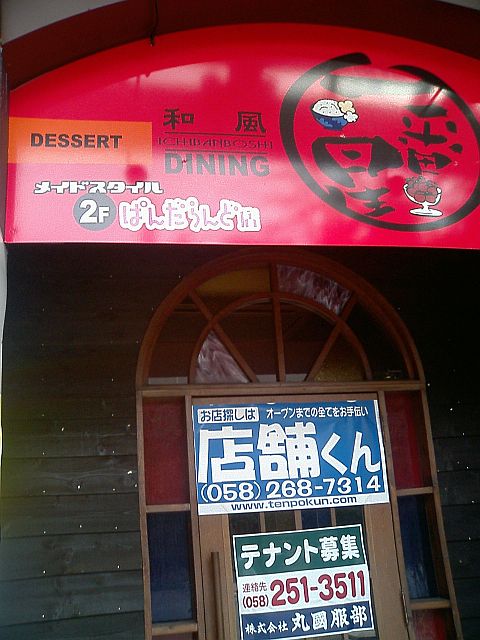 DESSERT
和風
ICHIBANBOSHI
DINING
一番星
メイドスタイル
2F ぱんだらんど
お店探しは オープンまでの全てをお手伝い
店舗くん
(058) 268-7314
www.tenpokun.com
テナント募集
連絡先
(058) 251-3511
株式会社 丸國服部